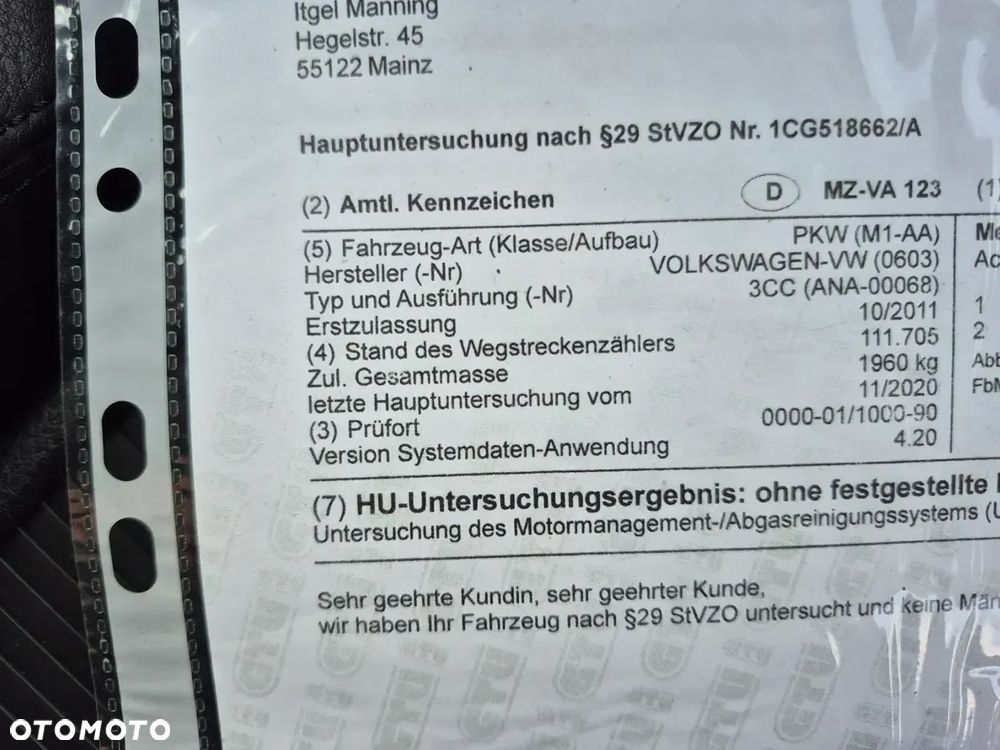 Itgel Manning
Hegelstr. 45
55122 Mainz
Hauptuntersuchung nach §29 StVZO Nr. 1CG518662/A
(2) Amtl. Kennzeichen D MZ-VA 123 (1)
(5) Fahrzeug-Art (Klasse/Aufbau) PKW (M1-AA)
Hersteller (-Nr) VOLKSWAGEN-VW (0603)
Typ und Ausführung (-Nr) 3CC (ANA-00068)
Erstzulassung 10/2011 1
(4) Stand des Wegstreckenzählers 111.705 2
Zul. Gesamtmasse 1960 kg
letzte Hauptuntersuchung vom 11/2020
(3) Prüfort 0000-01/1000-90
Version Systemdaten-Anwendung 4.20
(7) HU-Untersuchungsergebnis: ohne festgestellte
Untersuchung des Motormanagement-/Abgasreinigungssystems
Sehr geehrte Kundin, sehr geehrter Kunde,
wir haben Ihr Fahrzeug nach §29 StVZO untersucht und keine
GTÜ
OTOMOTO